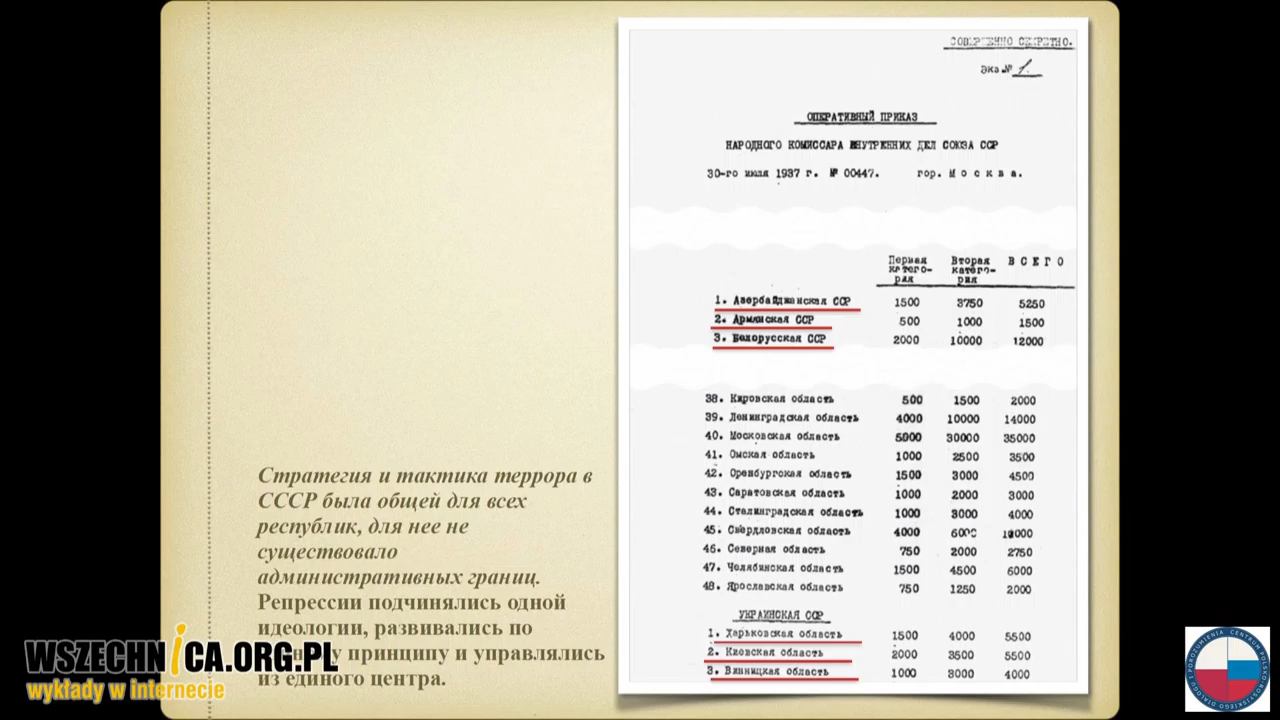 Стратегия и тактика террора в
СССР была общей для всех
республик, для нее не
существовало
административных границ.
Репрессии подчинялись одной
идеологии, развивались по
принципу и управлялись
из единого центра.
WSZECHNICA.ORG.PL
wykłady w internecie
СОВЕРШЕННО СЕКРЕТНО.
Экз.№ 1.
ОПЕРАТИВНЫЙ ПРИКАЗ
НАРОДНОГО КОМИССАРА ВНУТРЕННИХ ДЕЛ СОЮЗА ССР
30-го июля 1937 г. № 00447. гор. М о с к в а.
Первая катего-рия Вторая катего-рия В С Е Г О
1. Азербайджанская ССР 1500 3750 5250
2. Армянская ССР 500 1000 1500
3. Белорусская ССР 2000 10000 12000
38. Кировская область 500 1500 2000
39. Ленинградская область 4000 10000 14000
40. Московская область 5000 30000 35000
41. Омская область 1000 2500 3500
42. Оренбургская область 1500 3000 4500
43. Саратовская область 1000 2000 3000
44. Сталинградская область 1000 3000 4000
45. Свердловская область 4000 6000 10000
46. Северная область 750 2000 2750
47. Челябинская область 1500 4500 6000
48. Ярославская область 750 1250 2000
УКРАИНСКАЯ ССР
1. Харьковская область 1500 4000 5500
2. Киевская область 2000 3500 5500
3. Винницкая область 1000 3000 4000